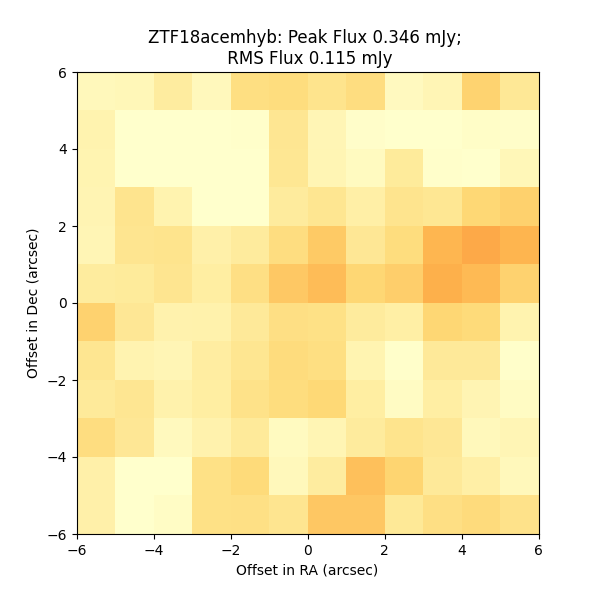 ZTF18acemhyb: Peak Flux 0.346 mJy;
RMS Flux 0.115 mJy
6
4
2
0
−2
−4
−6
Offset in Dec (arcsec)
−6 −4 −2 0 2 4 6
Offset in RA (arcsec)